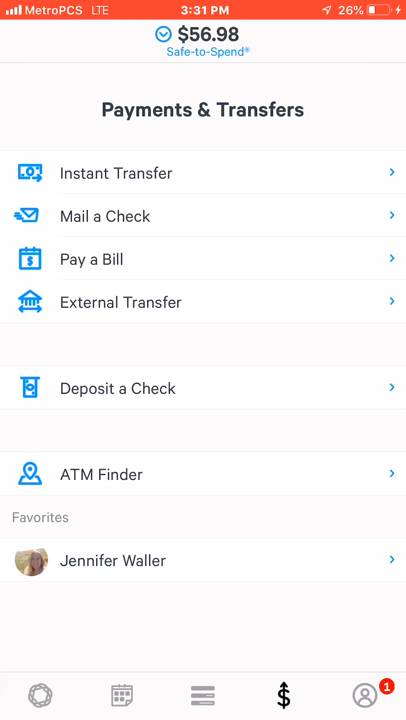 MetroPCS LTE 3:31 PM 26%
$56.98
Safe-to-Spend®
Payments & Transfers
Instant Transfer
Mail a Check
Pay a Bill
External Transfer
Deposit a Check
ATM Finder
Favorites
Jennifer Waller
1